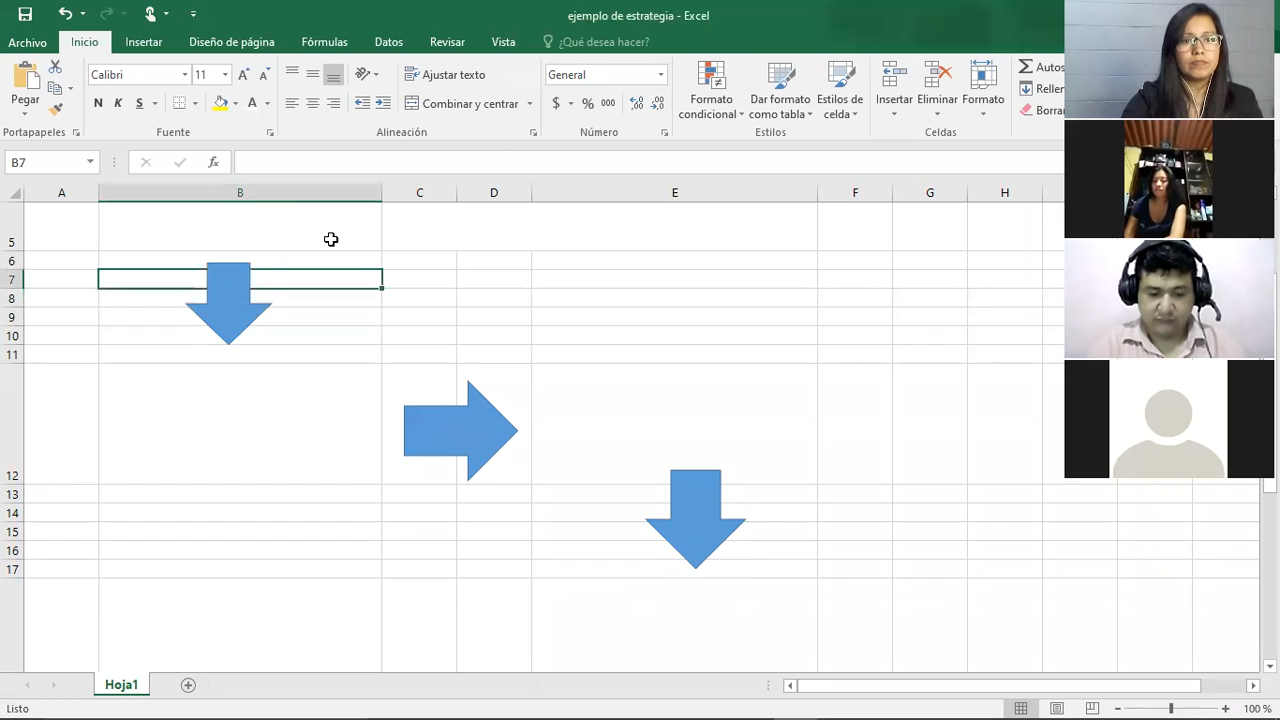 ejemplo de estrategia - Excel
Archivo Inicio Insertar Diseño de página Fórmulas Datos Revisar Vista ¿Qué desea hacer?
Calibri 11 Ajustar texto General Autos
Pegar N K S Combinar y centrar $ % 000 Formato condicional Dar formato como tabla Estilos de celda Insertar Eliminar Formato Rellen
Borra
Portapapeles Fuente Alineación Número Estilos Celdas
B7 fx
A B C D E F G H
5
6
7
8
9
10
11
12
13
14
15
16
17
Hoja1
Listo 100 %